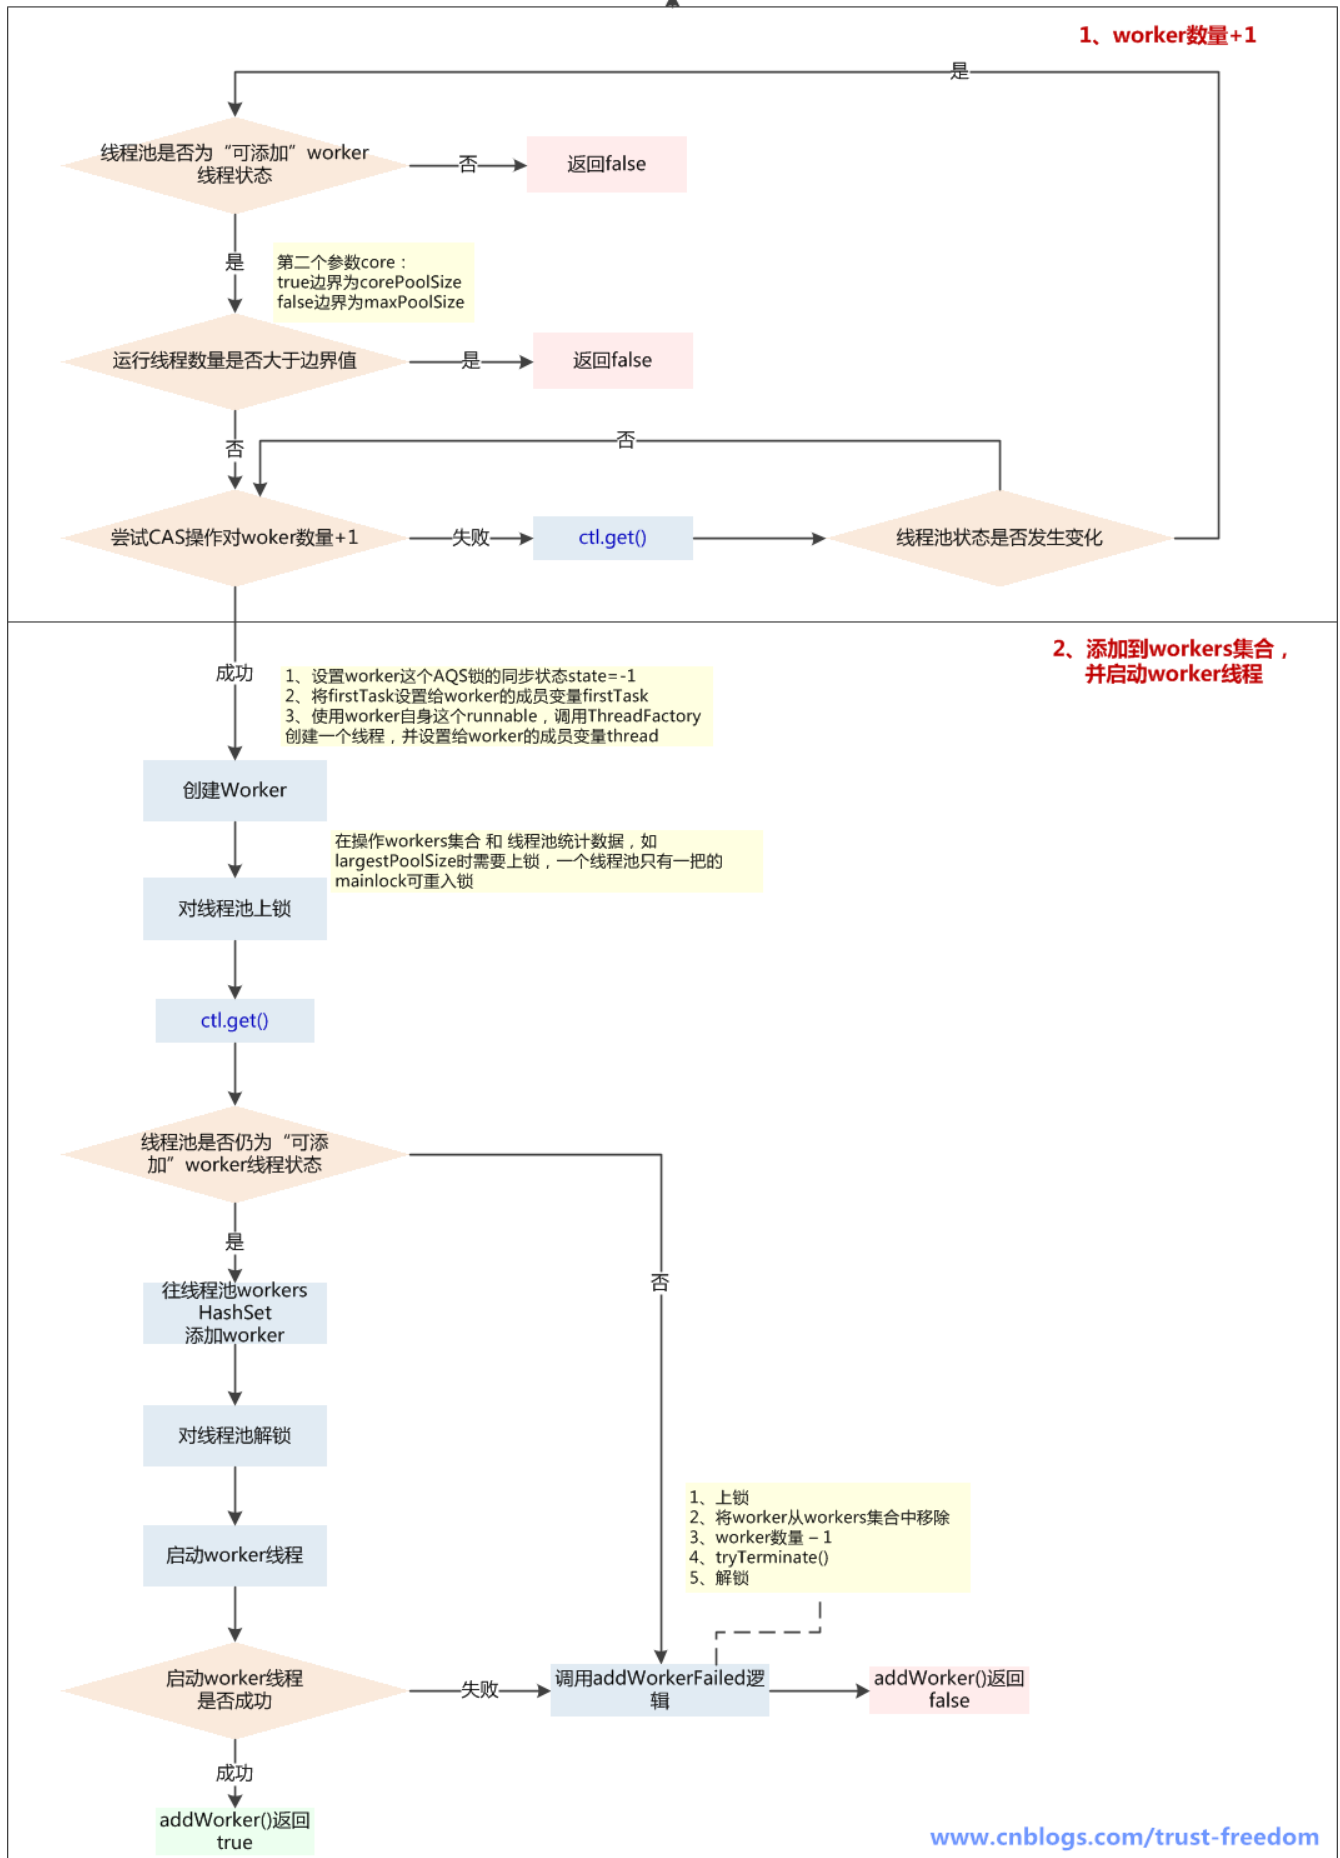 1、worker数量+1
是
线程池是否为“可添加”worker
线程状态
否
返回false
是
第二个参数core：
true边界为corePoolSize
false边界为maxPoolSize
运行线程数量是否大于边界值
是
返回false
否
否
尝试CAS操作对woker数量+1
失败
ctl.get()
线程池状态是否发生变化
2、添加到workers集合，
并启动worker线程
成功
1、设置worker这个AQS锁的同步状态state=-1
2、将firstTask设置给worker的成员变量firstTask
3、使用worker自身这个runnable，调用ThreadFactory
创建一个线程，并设置给worker的成员变量thread
创建Worker
在操作workers集合 和 线程池统计数据，如
largestPoolSize时需要上锁，一个线程池只有一把的
mainlock可重入锁
对线程池上锁
ctl.get()
线程池是否仍为“可添
加”worker线程状态
是
否
往线程池workers
HashSet
添加worker
对线程池解锁
1、上锁
2、将worker从workers集合中移除
3、worker数量 – 1
4、tryTerminate()
5、解锁
启动worker线程
启动worker线程
是否成功
失败
调用addWorkerFailed逻
辑
addWorker()返回
false
成功
addWorker()返回
true
www.cnblogs.com/trust-freedom